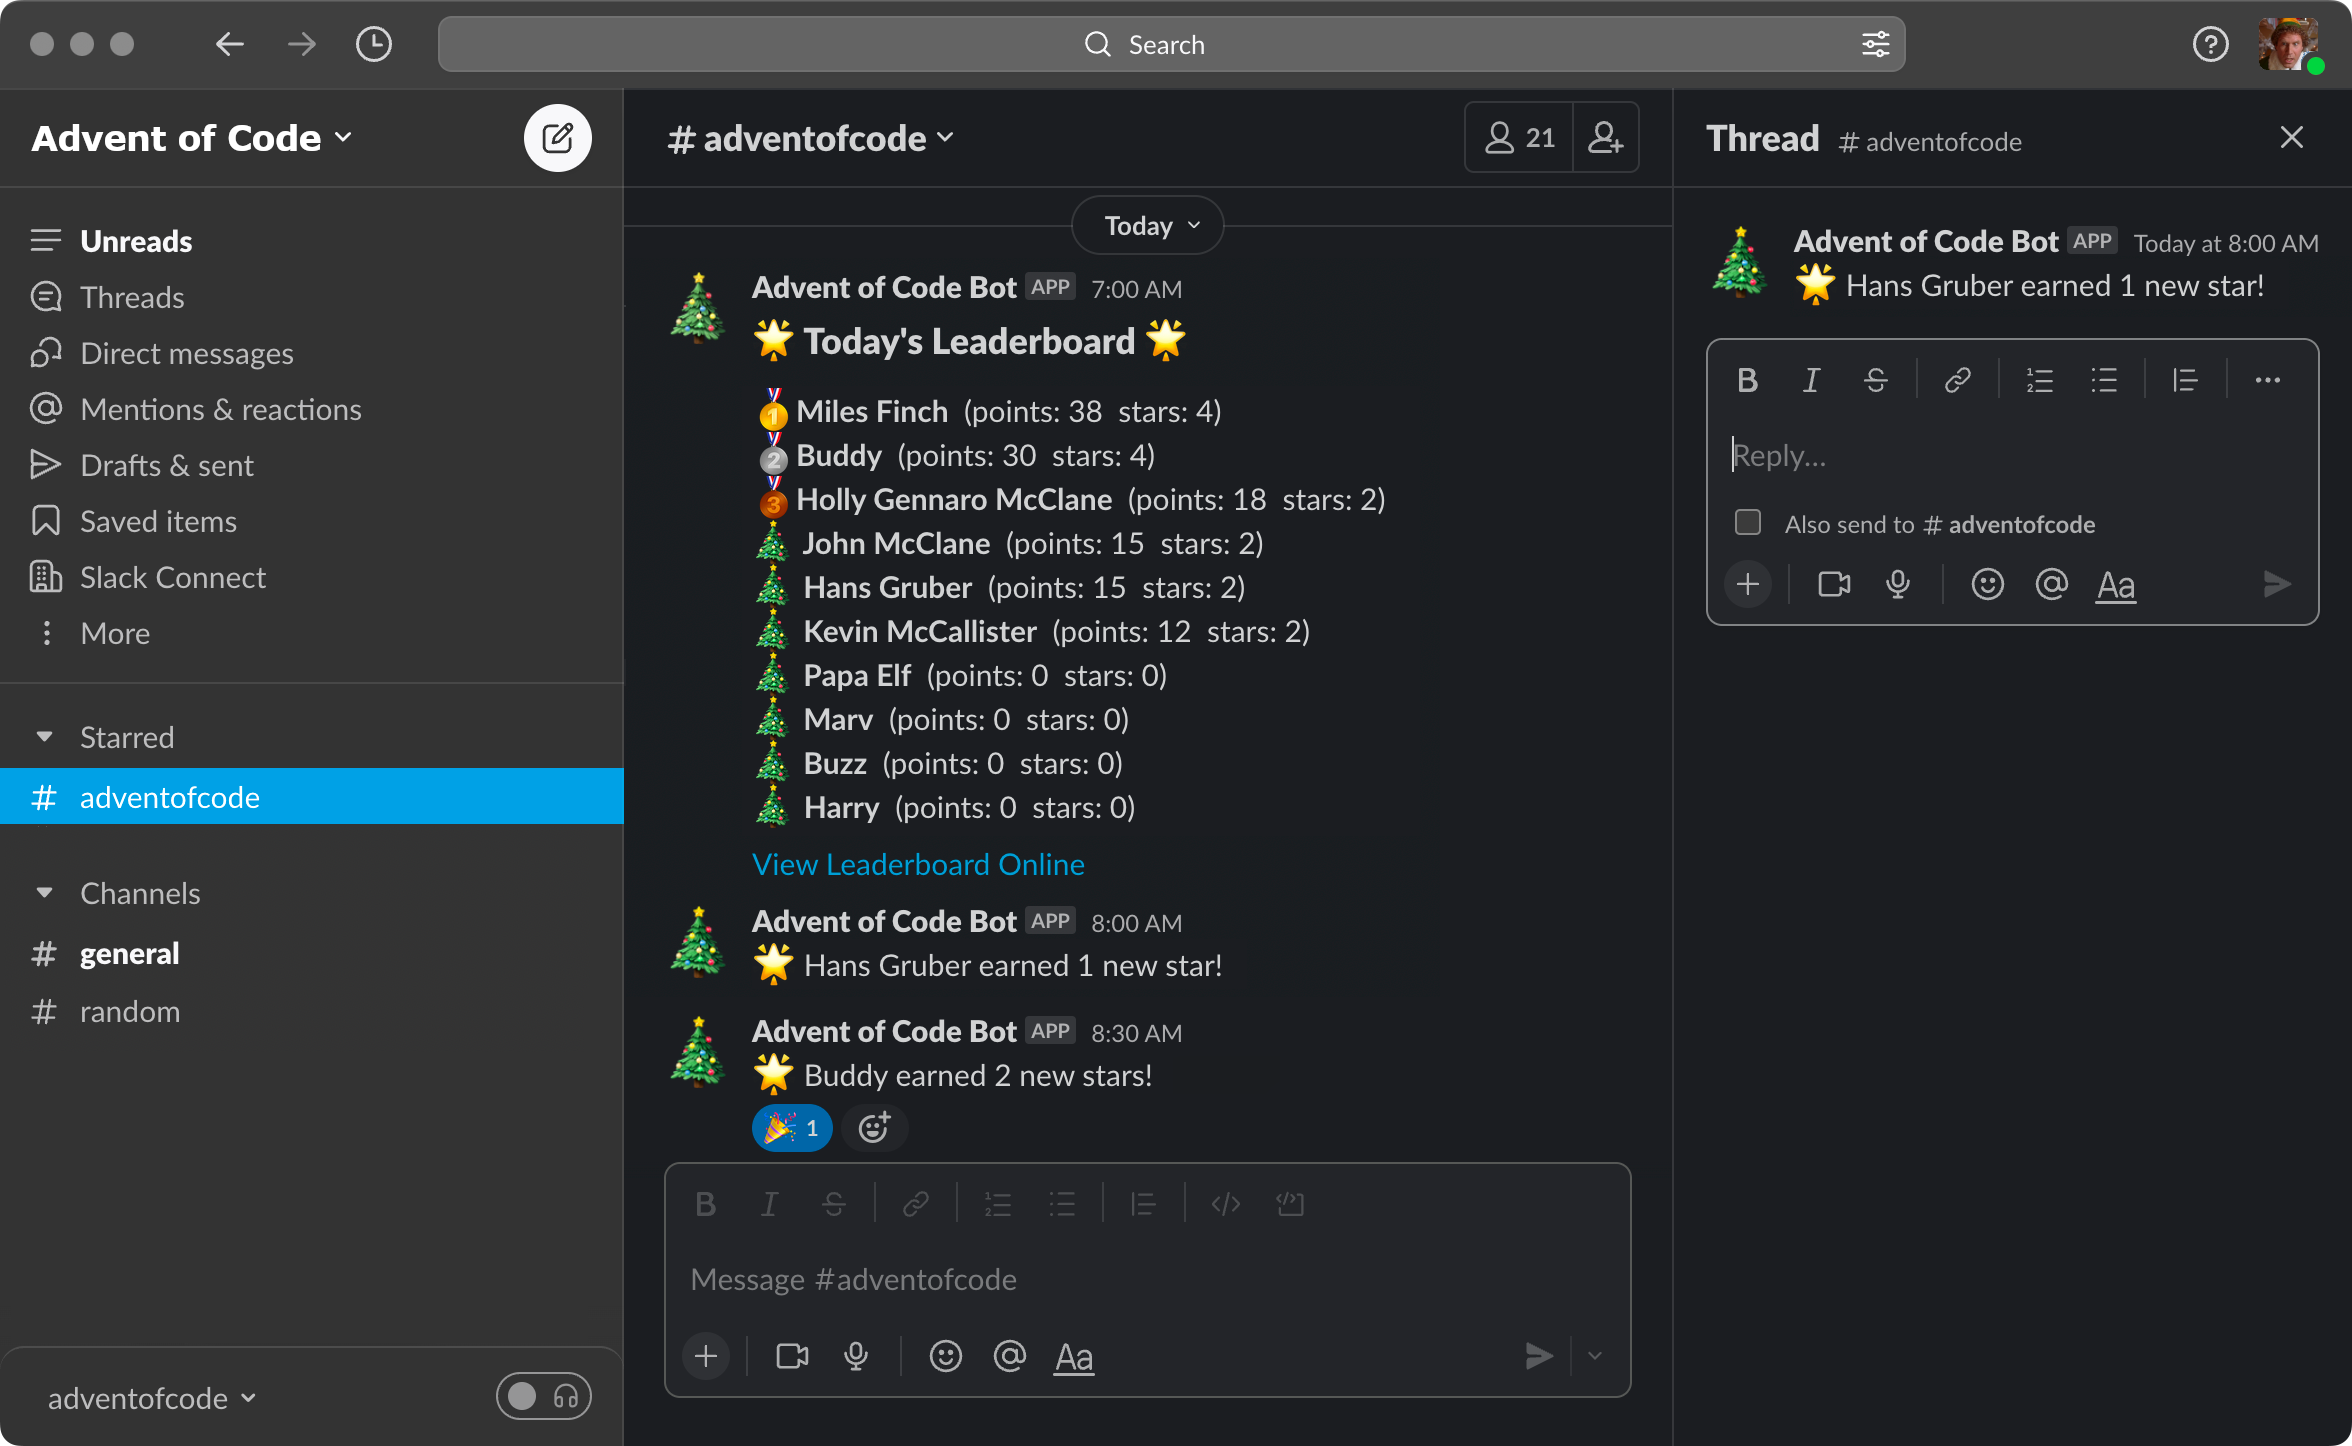 Search
Advent of Code
Unreads
Threads
Direct messages
Mentions & reactions
Drafts & sent
Saved items
Slack Connect
More
Starred
# adventofcode
Channels
# general
# random
adventofcode
# adventofcode
21
Today
Advent of Code Bot APP 7:00 AM
Today's Leaderboard
1 Miles Finch (points: 38 stars: 4)
2 Buddy (points: 30 stars: 4)
3 Holly Gennaro McClane (points: 18 stars: 2)
John McClane (points: 15 stars: 2)
Hans Gruber (points: 15 stars: 2)
Kevin McCallister (points: 12 stars: 2)
Papa Elf (points: 0 stars: 0)
Marv (points: 0 stars: 0)
Buzz (points: 0 stars: 0)
Harry (points: 0 stars: 0)
View Leaderboard Online
Advent of Code Bot APP 8:00 AM
Hans Gruber earned 1 new star!
Advent of Code Bot APP 8:30 AM
Buddy earned 2 new stars!
1
B I S
Message #adventofcode
Aa
Thread # adventofcode
Advent of Code Bot APP Today at 8:00 AM
Hans Gruber earned 1 new star!
B I S
Reply...
Also send to # adventofcode
Aa